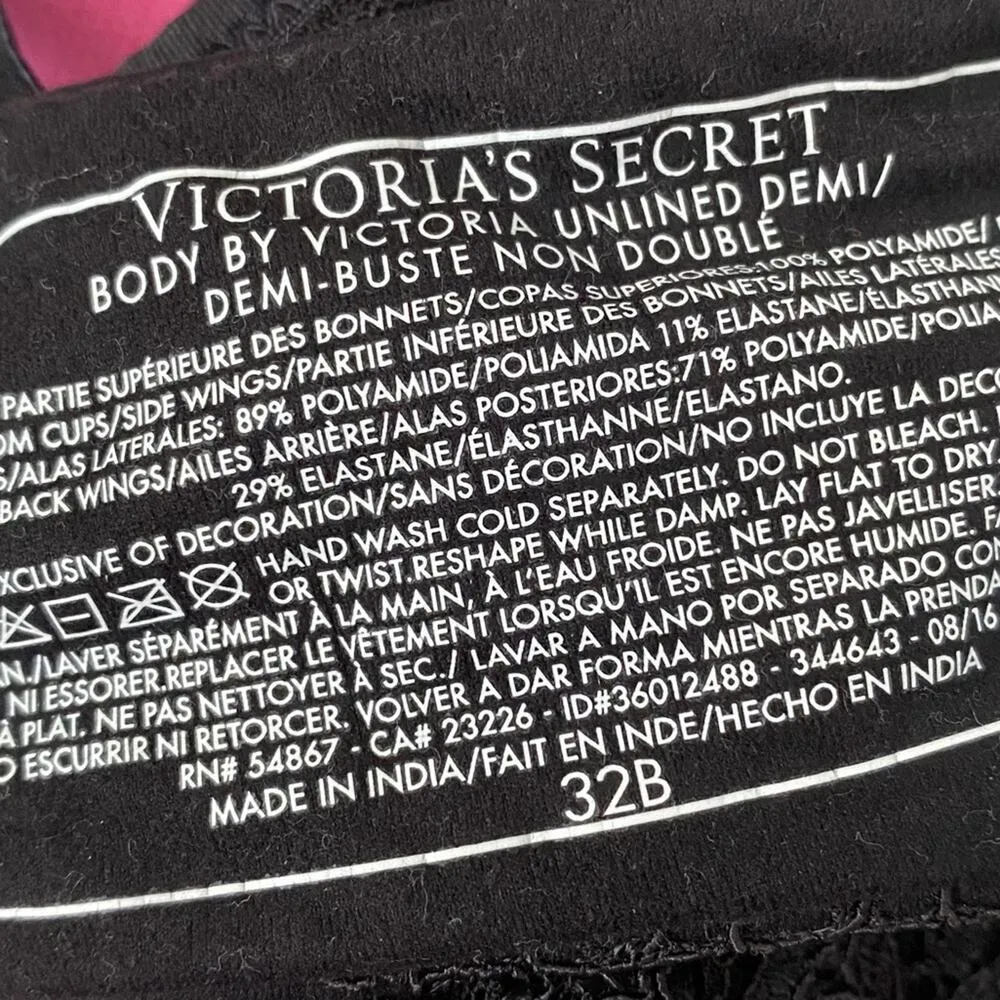 VICTORIA'S SECRET
BODY BY VICTORIA UNLINED DEMI/
DEMI-BUSTE NON DOUBLÉ
PARTIE SUPÉRIEURE DES BONNETS/COPAS SUPERIORES:100% POLYAMIDE/
OM CUPS/SIDE WINGS/PARTIE INFÉRIEURE DES BONNETS/AILES LATÉRALES
S/ALAS LATERALES: 89% POLYAMIDE/POLIAMIDA 11% ELASTANE/ÉLASTHAN
BACK WINGS/AILES ARRIÈRE/ALAS POSTERIORES:71% POLYAMIDE/POLIA
29% ELASTANE/ÉLASTHANNE/ELASTANO.
XCLUSIVE OF DECORATION/SANS DÉCORATION/NO INCLUYE LA DECO
HAND WASH COLD SEPARATELY. DO NOT BLEACH.
OR TWIST.RESHAPE WHILE DAMP. LAY FLAT TO DRY.
N./LAVER SÉPARÉMENT À LA MAIN, À L'EAU FROIDE. NE PAS JAVELLISER.
NI ESSORER.REPLACER LE VÊTEMENT LORSQU'IL EST ENCORE HUMIDE. FA
À PLAT. NE PAS NETTOYER À SEC./ LAVAR A MANO POR SEPARADO CON
O ESCURRIR NI RETORCER. VOLVER A DAR FORMA MIENTRAS LA PRENDA
RN# 54867 - CA# 23226 - ID#36012488 - 344643 - 08/16
MADE IN INDIA/FAIT EN INDE/HECHO EN INDIA
32B